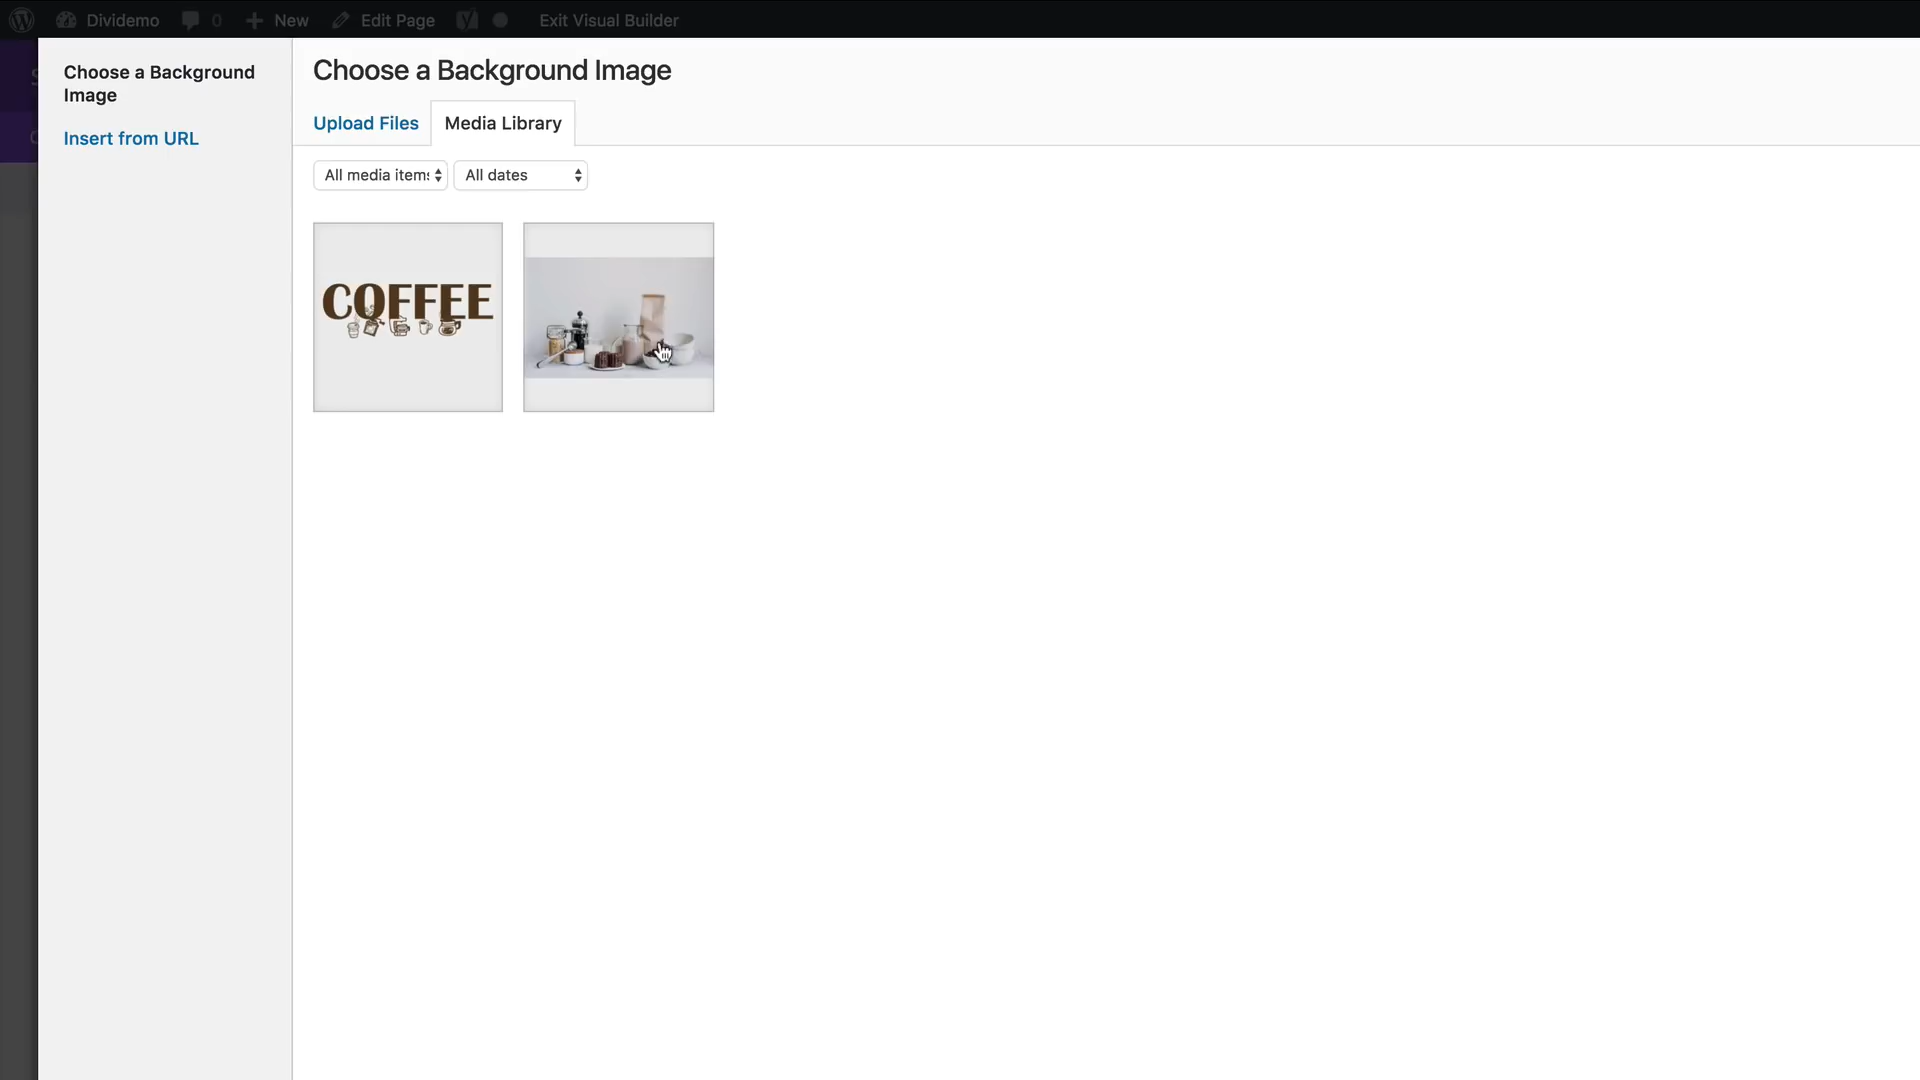 Dividemo 0 New Edit Page Exit Visual Builder
Choose a Background
Image
Insert from URL
Choose a Background Image
Upload Files Media Library
All media items All dates
COFFEE